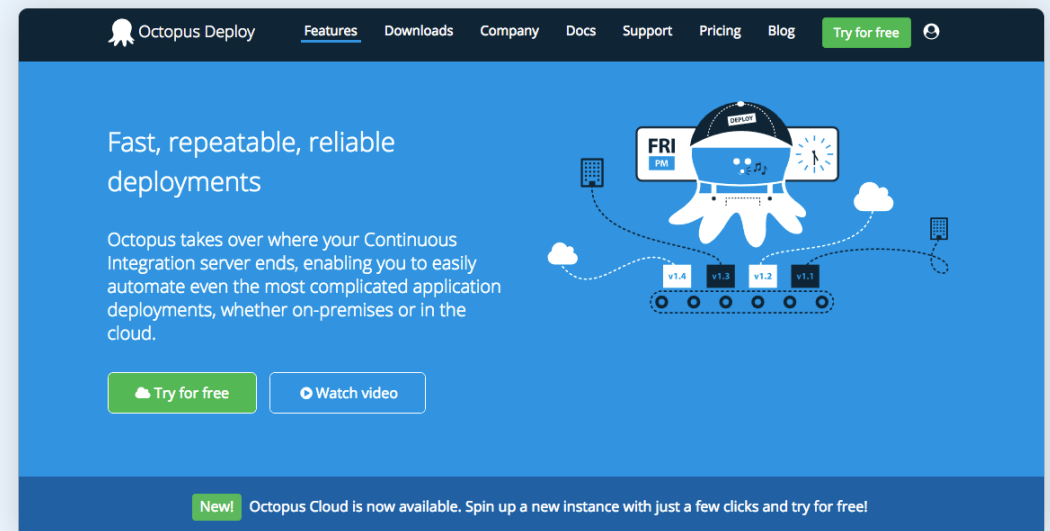 Octopus Deploy
Features
Downloads
Company
Docs
Support
Pricing
Blog
Try for free
Fast, repeatable, reliable
deployments
Octopus takes over where your Continuous
Integration server ends, enabling you to easily
automate even the most complicated application
deployments, whether on-premises or in the
cloud.
Try for free
Watch video
DEPLOY
FRI
PM
v1.4
v1.3
v1.2
v1.1
New!
Octopus Cloud is now available. Spin up a new instance with just a few clicks and try for free!